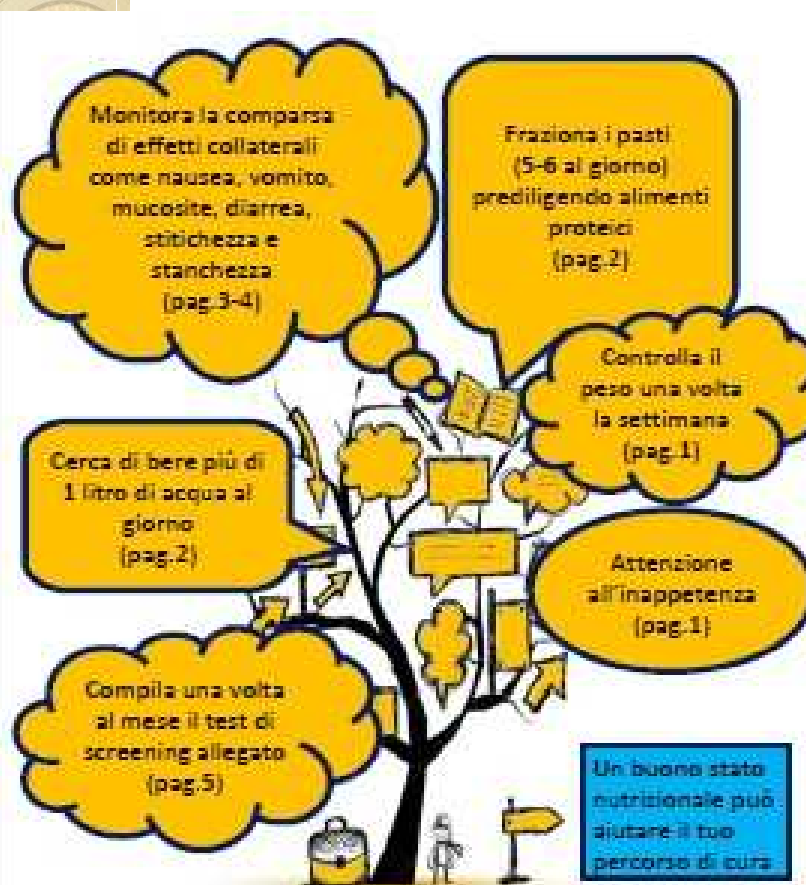 Monitora la comparsa
di effetti collaterali
come nausea, vomito,
mucosite, diarrea,
stitichezza e
stanchezza
(pag.3-4)
Fraziona i pasti
(5-6 al giorno)
prediligendo alimenti
proteici
(pag.2)
Controlla il
peso una volta
la settimana
(pag.1)
Cerca di bere più di
1 litro di acqua al
giorno
(pag.2)
Attenzione
all'inappetenza
(pag.1)
Compila una volta
al mese il test di
screening allegato
(pag.5)
Un buono stato
nutrizionale può
aiutare il tuo
percorso di cura